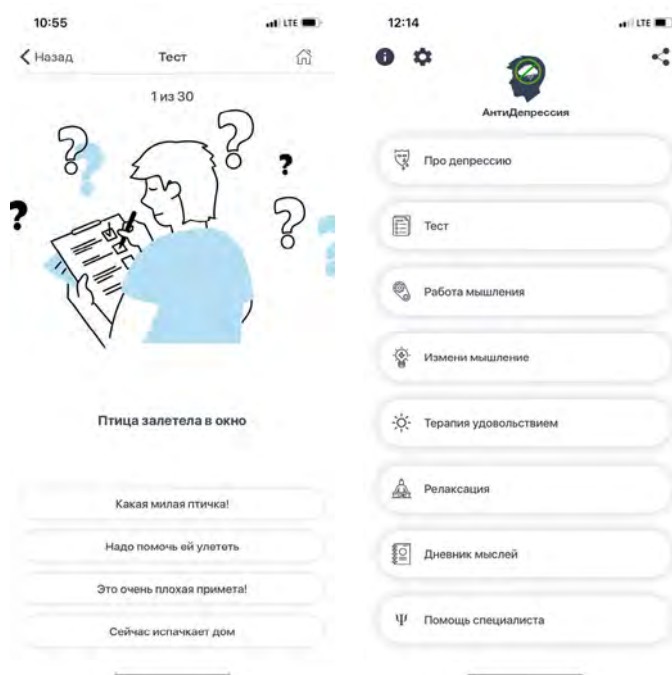 10:55
LTE
Назад
Тест
1 из 30
? ? ? ? ?
Птица залетела в окно
Какая милая птичка!
Надо помочь ей улететь
Это очень плохая примета!
Сейчас испачкает дом
12:14
LTE
АнтиДепрессия
Про депрессию
Тест
Работа мышления
Измени мышление
Терапия удовольствием
Релаксация
Дневник мыслей
Ψ Помощь специалиста